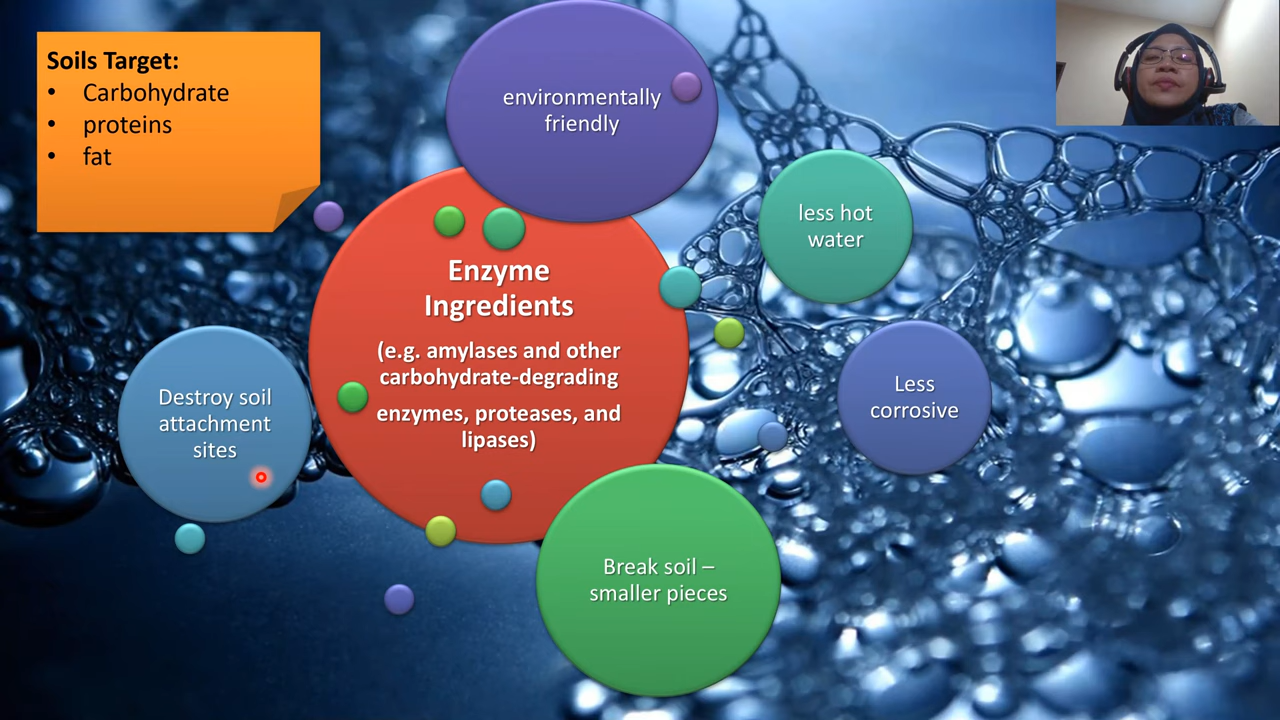 Soils Target:
• Carbohydrate
• proteins
• fat
environmentally
friendly
less hot
water
Enzyme
Ingredients
(e.g. amylases and other
carbohydrate-degrading
enzymes, proteases, and
lipases)
Less
corrosive
Destroy soil
attachment
sites
Break soil –
smaller pieces